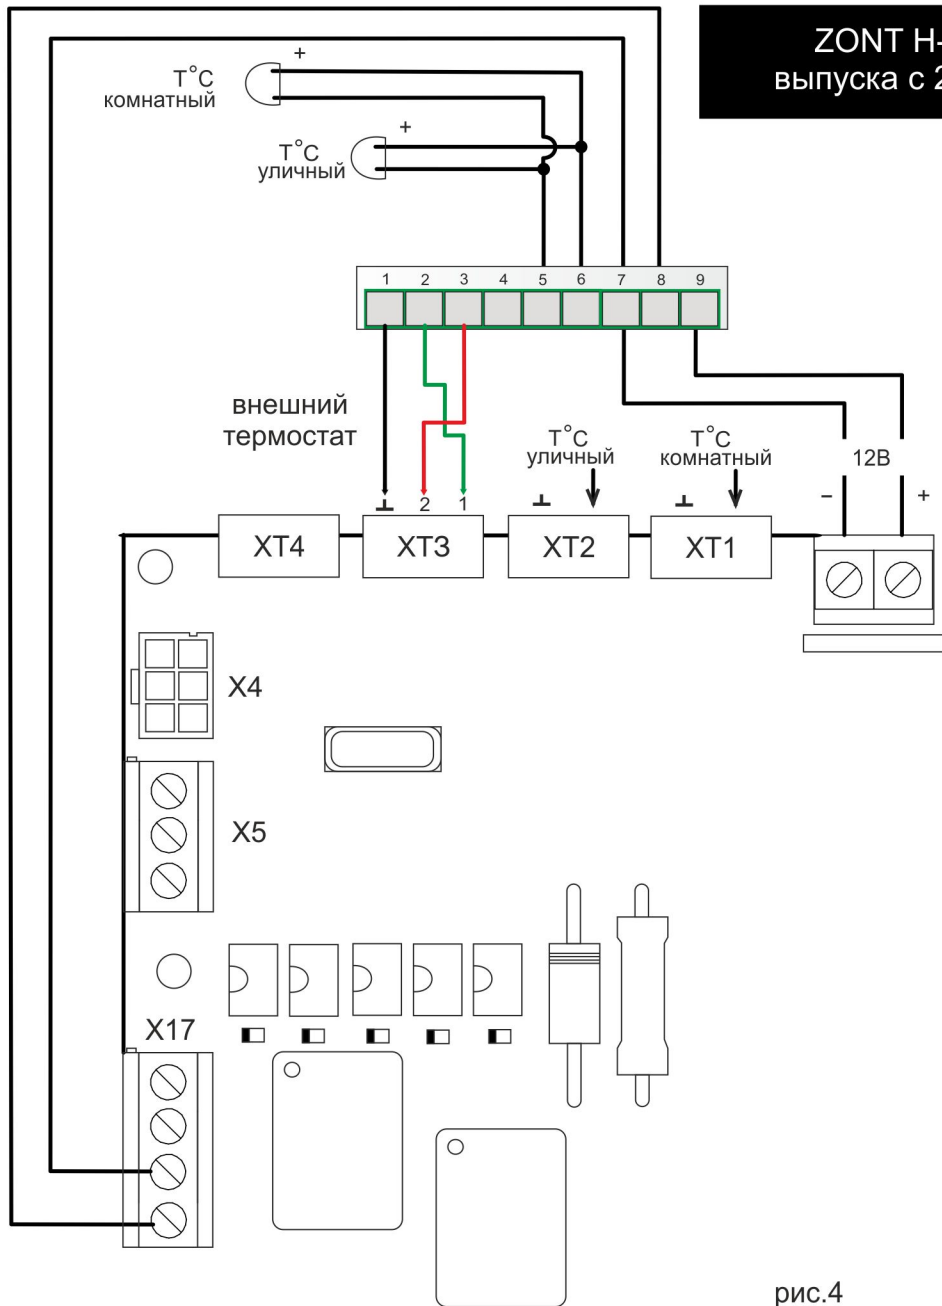 ZONT H-
выпуска с 2
+
T°C
комнатный
+
T°C
уличный
1 2 3 4 5 6 7 8 9
внешний
термостат
T°C
уличный
T°C
комнатный
12В
− +
2 1
XT4 XT3 XT2 XT1
X4
X5
X17
рис.4